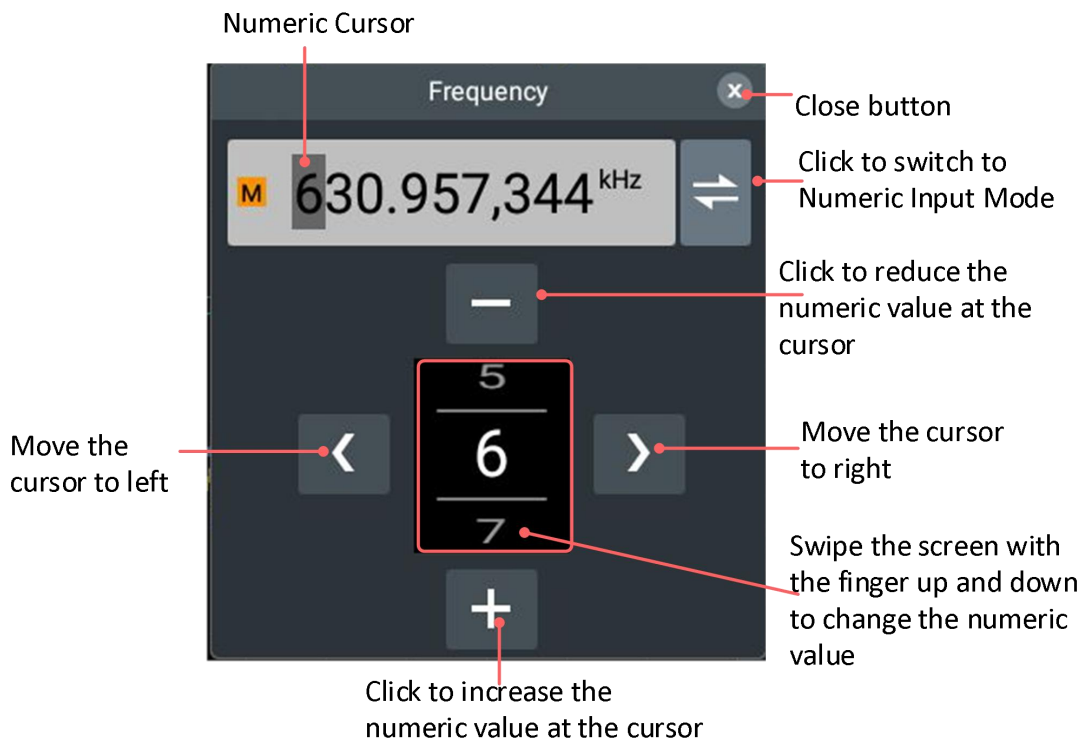 Numeric Cursor
Frequency
x
Close button
M 630.957,344 kHz
Click to switch to
Numeric Input Mode
Click to reduce the
numeric value at the
cursor
5
6
7
Move the
cursor to left
Move the cursor
to right
Swipe the screen with
the finger up and down
to change the numeric
value
Click to increase the
numeric value at the cursor